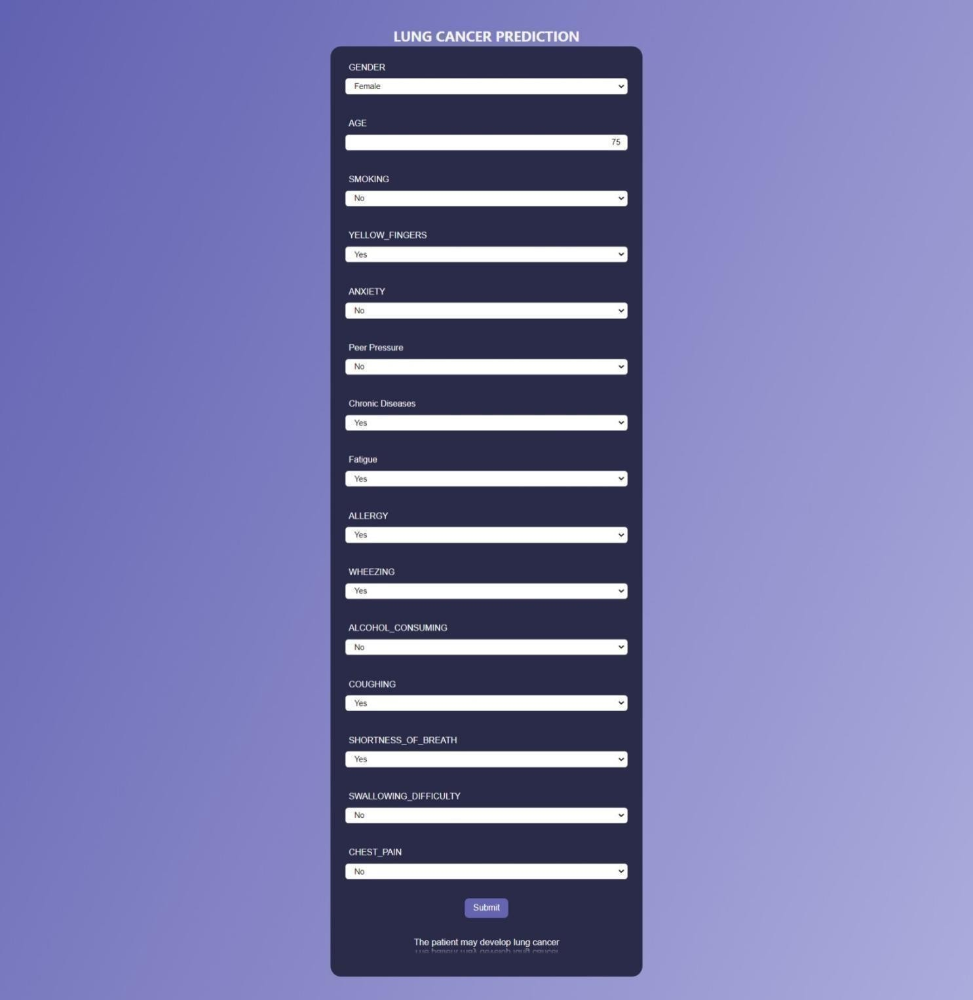 LUNG CANCER PREDICTION
GENDER
Female
AGE
75
SMOKING
No
YELLOW_FINGERS
Yes
ANXIETY
No
Peer Pressure
No
Chronic Diseases
Yes
Fatigue
Yes
ALLERGY
Yes
WHEEZING
Yes
ALCOHOL_CONSUMING
No
COUGHING
Yes
SHORTNESS_OF_BREATH
Yes
SWALLOWING_DIFFICULTY
No
CHEST_PAIN
No
Submit
The patient may develop lung cancer